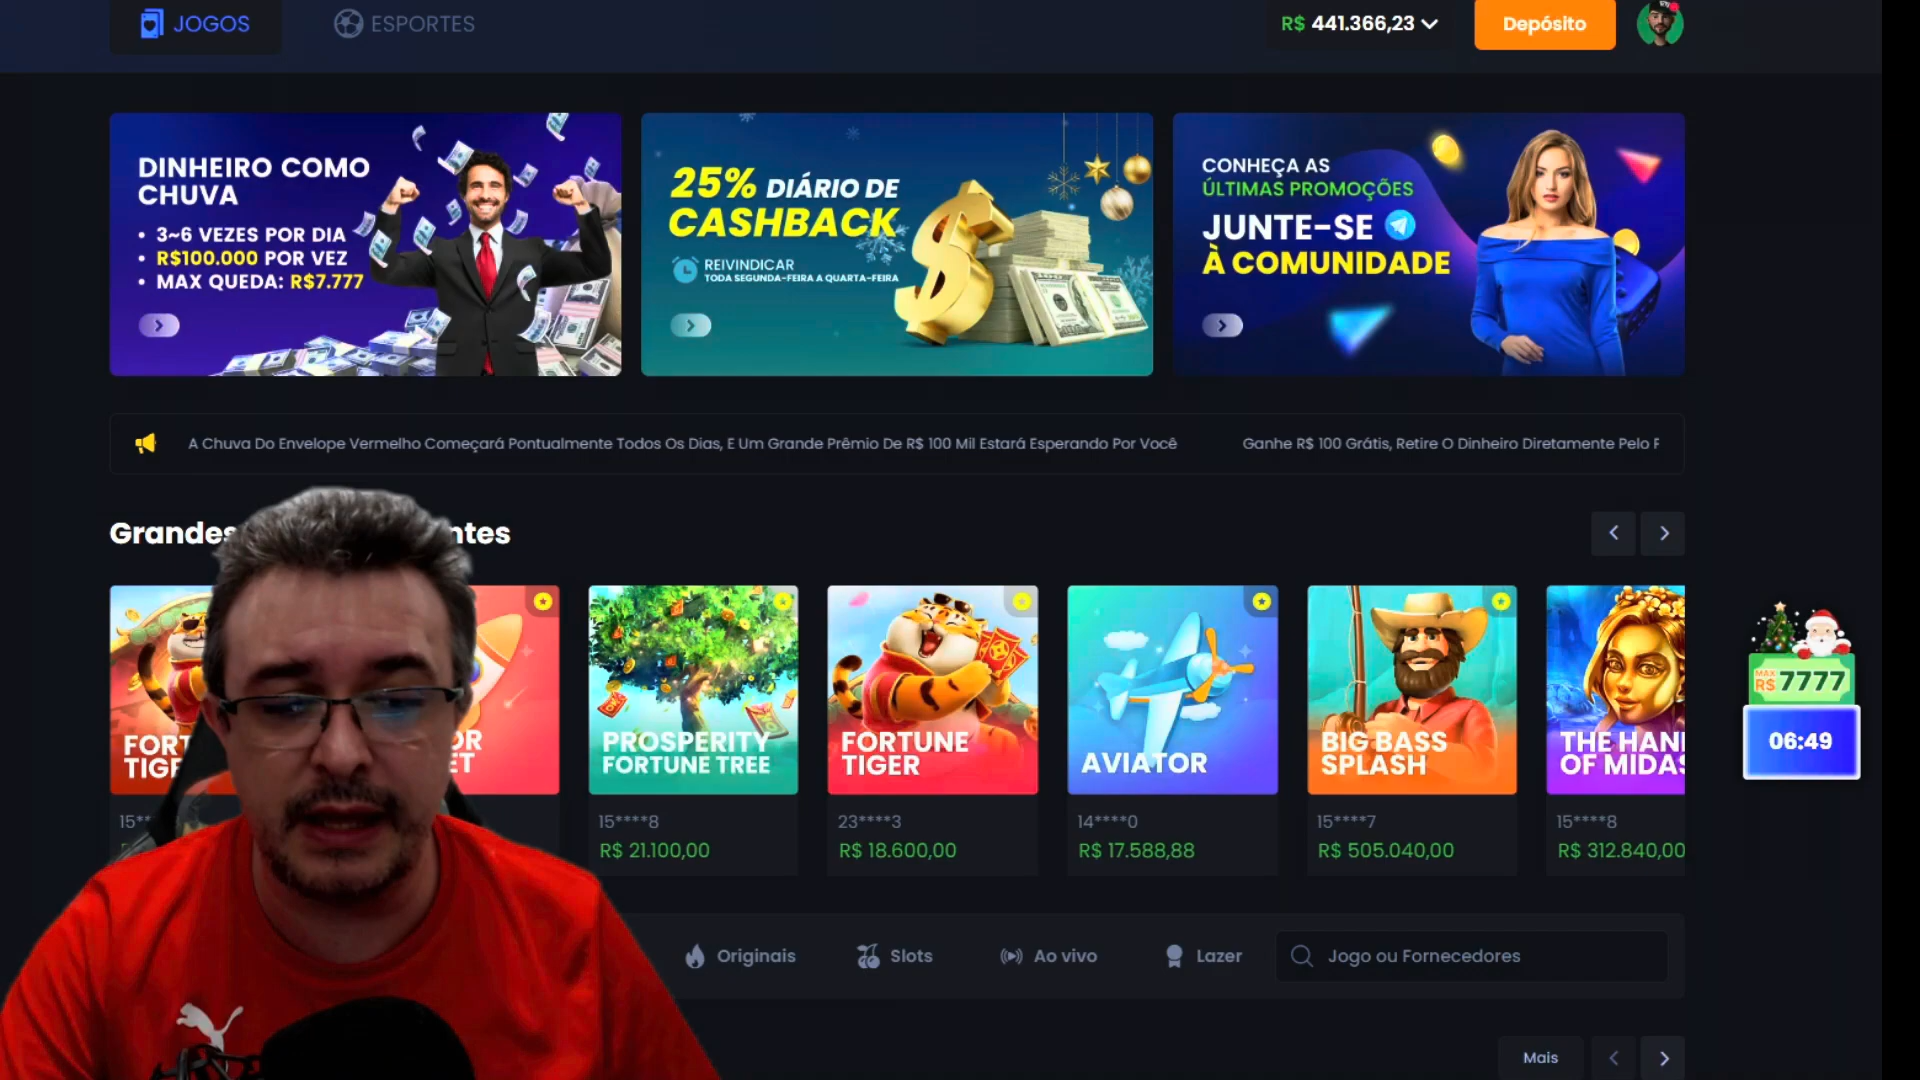 JOGOS
ESPORTES
R$ 441.366,23
Depósito
DINHEIRO COMO
CHUVA
• 3~6 VEZES POR DIA
• R$100.000 POR VEZ
• MAX QUEDA: R$7.777
25% DIÁRIO DE
CASHBACK
REIVINDICAR
TODA SEGUNDA-FEIRA A QUARTA-FEIRA
CONHEÇA AS
ÚLTIMAS PROMOÇÕES
JUNTE-SE
À COMUNIDADE
A Chuva Do Envelope Vermelho Começará Pontualmente Todos Os Dias, E Um Grande Prêmio De R$ 100 Mil Estará Esperando Por Você
Ganhe R$ 100 Grátis, Retire O Dinheiro Diretamente Pelo
Grandes
PROSPERITY
FORTUNE TREE
FORTUNE
TIGER
AVIATOR
BIG BASS
SPLASH
THE HAN
OF MIDAS
15****8
23****3
14****0
15****7
15****8
R$ 21.100,00
R$ 18.600,00
R$ 17.588,88
R$ 505.040,00
R$ 312.840,00
MAX
R$ 7777
06:49
Originais
Slots
Ao vivo
Lazer
Jogo ou Fornecedores
Mais